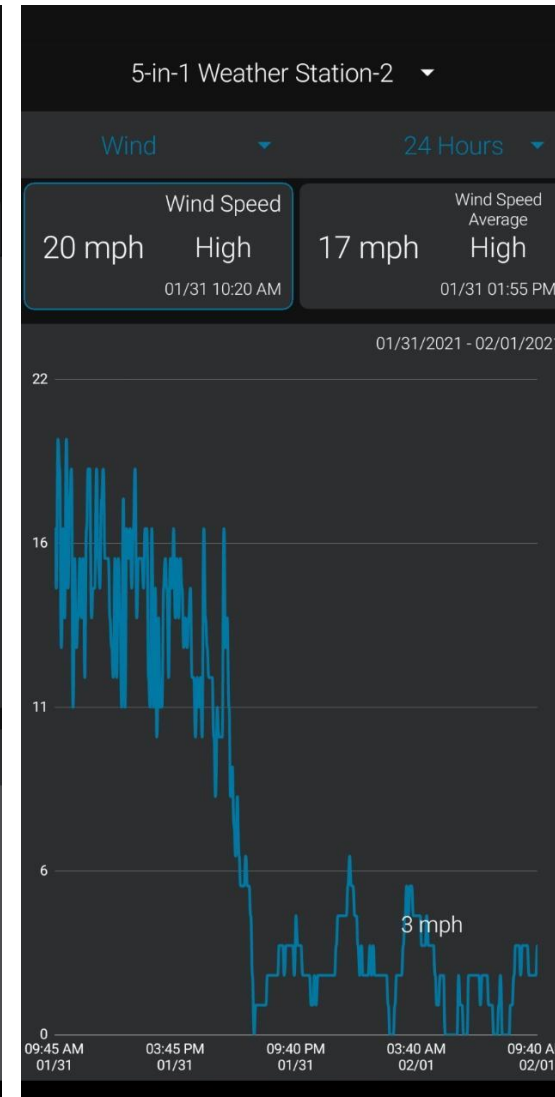 5-in-1 Weather Station-2
Wind
24 Hours
Wind Speed
20 mph High
01/31 10:20 AM
Wind Speed
Average
17 mph High
01/31 01:55 PM
01/31/2021 - 02/01/202
22
16
11
6
3 mph
0
09:45 AM 03:45 PM 09:40 PM 03:40 AM 09:40 A
01/31 01/31 01/31 02/01 02/01